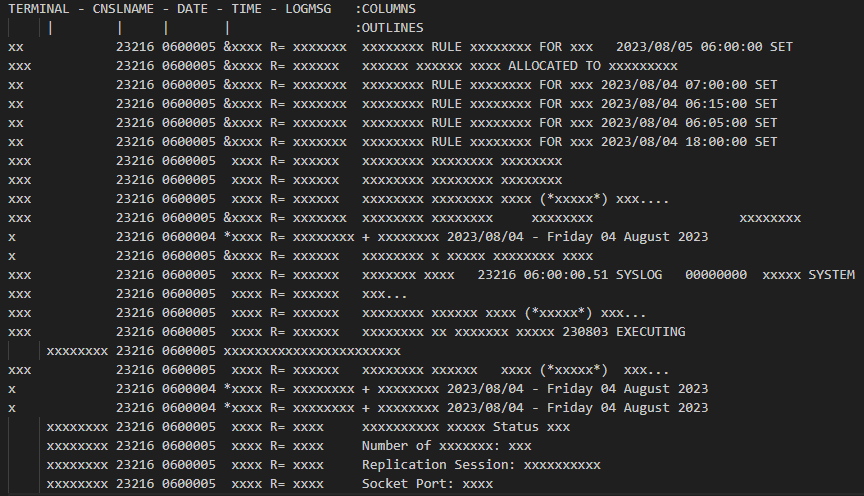 TERMINAL - CNSLNAME - DATE - TIME - LOGMSG   :COLUMNS
     |        |     |       |                :OUTLINES
xx            23216 0600005 &xxxx R= xxxxxxx  xxxxxxxx RULE xxxxxxxx FOR xxx   2023/08/05 06:00:00 SET
xxx           23216 0600005 &xxxx R= xxxxxx   xxxxxx xxxxxx xxxx ALLOCATED TO xxxxxxxxx
xx            23216 0600005 &xxxx R= xxxxxxx  xxxxxxxx RULE xxxxxxxx FOR xxx 2023/08/04 07:00:00 SET
xx            23216 0600005 &xxxx R= xxxxxxx  xxxxxxxx RULE xxxxxxxx FOR xxx 2023/08/04 06:15:00 SET
xx            23216 0600005 &xxxx R= xxxxxxx  xxxxxxxx RULE xxxxxxxx FOR xxx 2023/08/04 06:05:00 SET
xx            23216 0600005 &xxxx R= xxxxxxx  xxxxxxxx RULE xxxxxxxx FOR xxx 2023/08/04 18:00:00 SET
xxx           23216 0600005  xxxx R= xxxxxx   xxxxxxxx xxxxxxxx xxxxxxxx
xxx           23216 0600005  xxxx R= xxxxxx   xxxxxxxx xxxxxxxx xxxxxxxx
xxx           23216 0600005  xxxx R= xxxxxx   xxxxxxxx xxxxxxxx xxxx (*xxxxx*) xxx....
xxx           23216 0600005 &xxxx R= xxxxxxx  xxxxxxxx xxxxxxxx     xxxxxxxx                   xxxxxxxx
x             23216 0600004 *xxxx R= xxxxxxxx + xxxxxxxx 2023/08/04 - Friday 04 August 2023
x             23216 0600005 &xxxx R= xxxxxx   xxxxxxxx x xxxxx xxxxxxxx xxxx
xxx           23216 0600005  xxxx R= xxxxxx   xxxxxxx xxxx   23216 06:00:00.51 SYSLOG   00000000  xxxxx SYSTEM
xxx           23216 0600005  xxxx R= xxxxxx   xxx...
xxx           23216 0600005  xxxx R= xxxxxx   xxxxxxxx xxxxxx xxxx (*xxxxx*) xxx...
xxx           23216 0600005  xxxx R= xxxxxx   xxxxxxxx xx xxxxxxx xxxxx 230803 EXECUTING
     xxxxxxxx 23216 0600005 xxxxxxxxxxxxxxxxxxxxxxx
xxx           23216 0600005  xxxx R= xxxxxx   xxxxxxxx xxxxxx   xxxx (*xxxxx*)  xxx...
x             23216 0600004 *xxxx R= xxxxxxxx + xxxxxxxx 2023/08/04 - Friday 04 August 2023
x             23216 0600004 *xxxx R= xxxxxxxx + xxxxxxxx 2023/08/04 - Friday 04 August 2023
     xxxxxxxx 23216 0600005  xxxx R= xxxx     xxxxxxxxxx xxxxx Status xxx
     xxxxxxxx 23216 0600005  xxxx R= xxxx     Number of xxxxxxx: xxx
     xxxxxxxx 23216 0600005  xxxx R= xxxx     Replication Session: xxxxxxxxxx
     xxxxxxxx 23216 0600005  xxxx R= xxxx     Socket Port: xxxx